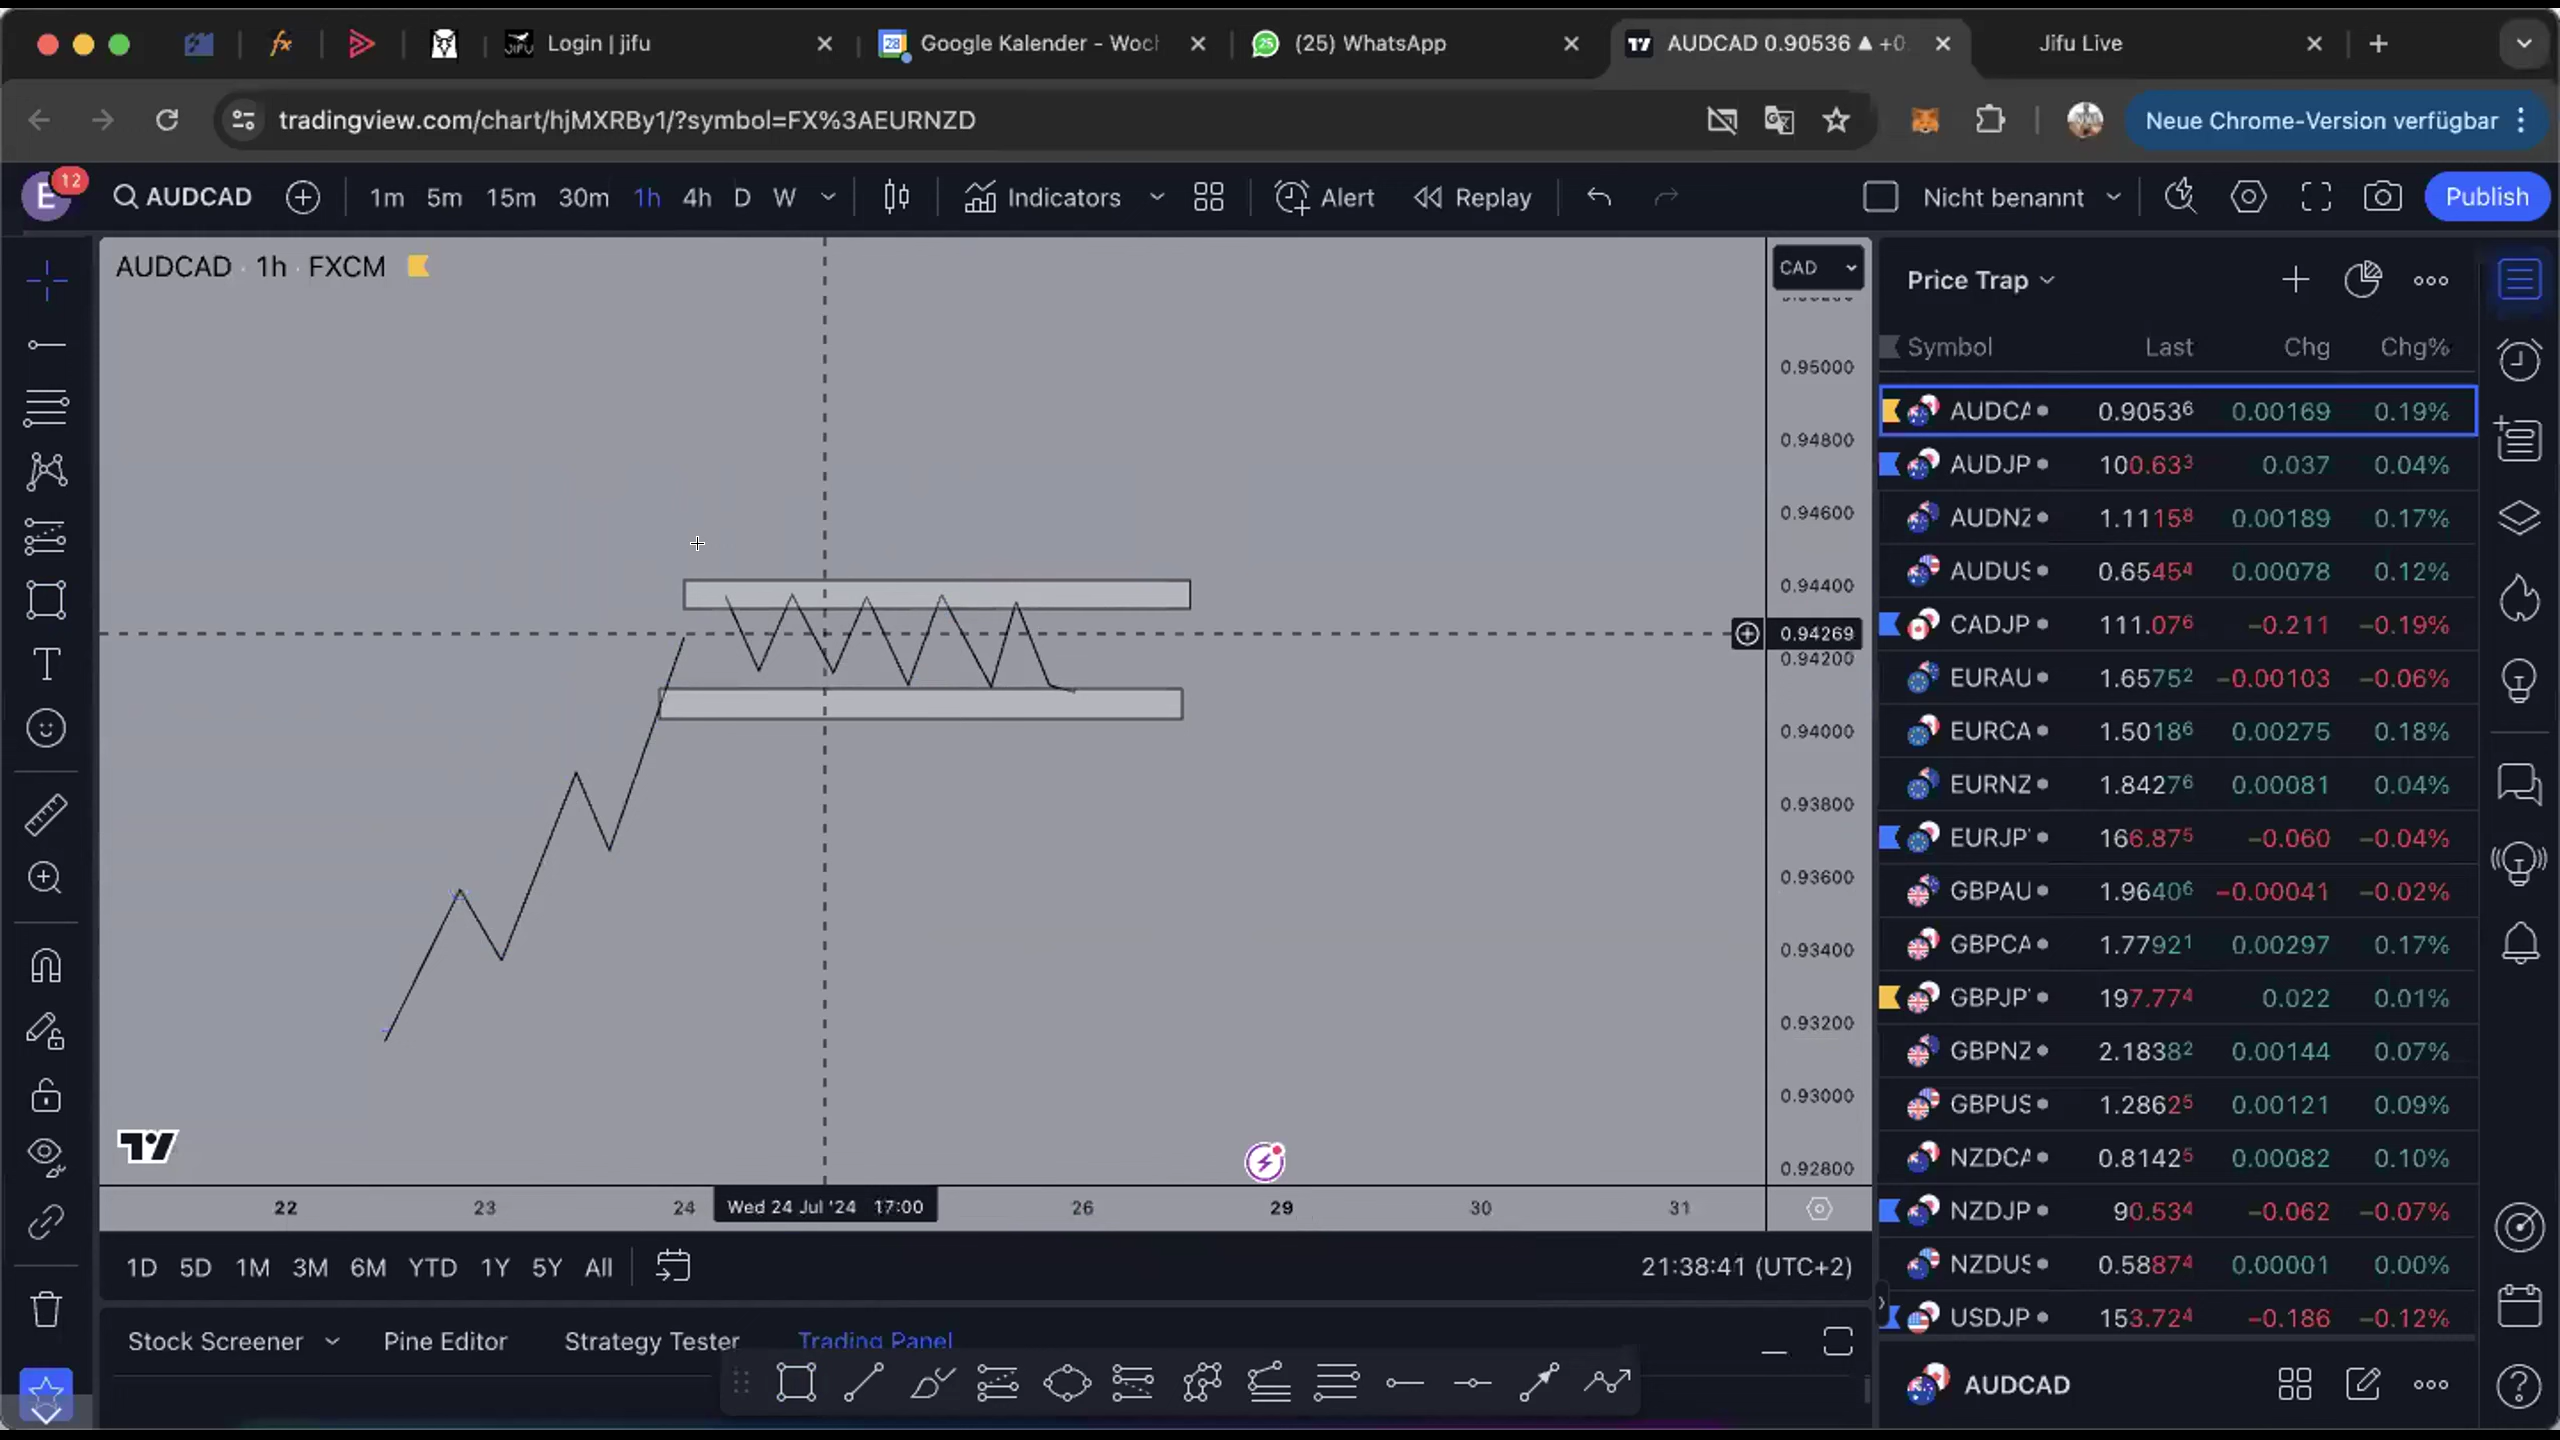 Login | jifu
Google Kalender - Woch
(25) WhatsApp
AUDCAD 0.90536 ▲ +0
Jifu Live
tradingview.com/chart/hjMXRBy1/?symbol=FX%3AEURNZD
Neue Chrome-Version verfügbar
E 12
AUDCAD 1m 5m 15m 30m 1h 4h D W Indicators Alert Replay Nicht benannt Publish
AUDCAD · 1h · FXCM
CAD
0.95000
0.94800
0.94600
0.94400
0.94269
0.94200
0.94000
0.93800
0.93600
0.93400
0.93200
0.93000
0.92800
22 23 24 Wed 24 Jul '24 17:00 26 29 30 31
1D 5D 1M 3M 6M YTD 1Y 5Y All
21:38:41 (UTC+2)
Stock Screener Pine Editor Strategy Tester Trading Panel
Price Trap
Symbol Last Chg Chg%
AUDCA 0.90536 0.00169 0.19%
AUDJP 100.633 0.037 0.04%
AUDNZ 1.11158 0.00189 0.17%
AUDUS 0.65454 0.00078 0.12%
CADJP 111.076 −0.211 −0.19%
EURAU 1.65752 −0.00103 −0.06%
EURCA 1.50186 0.00275 0.18%
EURNZ 1.84276 0.00081 0.04%
EURJP 166.875 −0.060 −0.04%
GBPAU 1.96406 −0.00041 −0.02%
GBPCA 1.77921 0.00297 0.17%
GBPJP 197.774 0.022 0.01%
GBPNZ 2.18382 0.00144 0.07%
GBPUS 1.28625 0.00121 0.09%
NZDCA 0.81425 0.00082 0.10%
NZDJP 90.534 −0.062 −0.07%
NZDUS 0.58874 0.00001 0.00%
USDJP 153.724 −0.186 −0.12%
AUDCAD